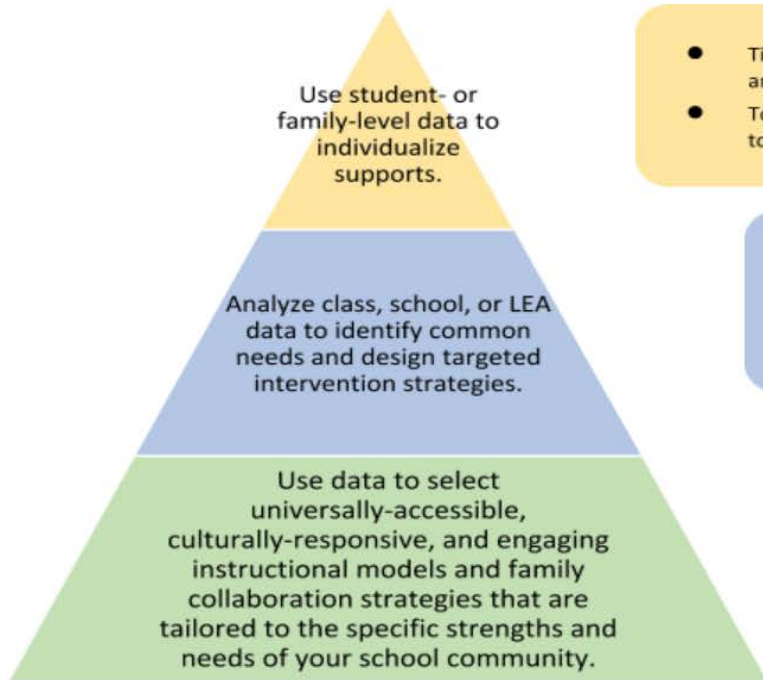 Use student- or
family-level data to
individualize
supports.
Analyze class, school, or LEA
data to identify common
needs and design targeted
intervention strategies.
Use data to select
universally-accessible,
culturally-responsive, and engaging
instructional models and family
collaboration strategies that are
tailored to the specific strengths and
needs of your school community.